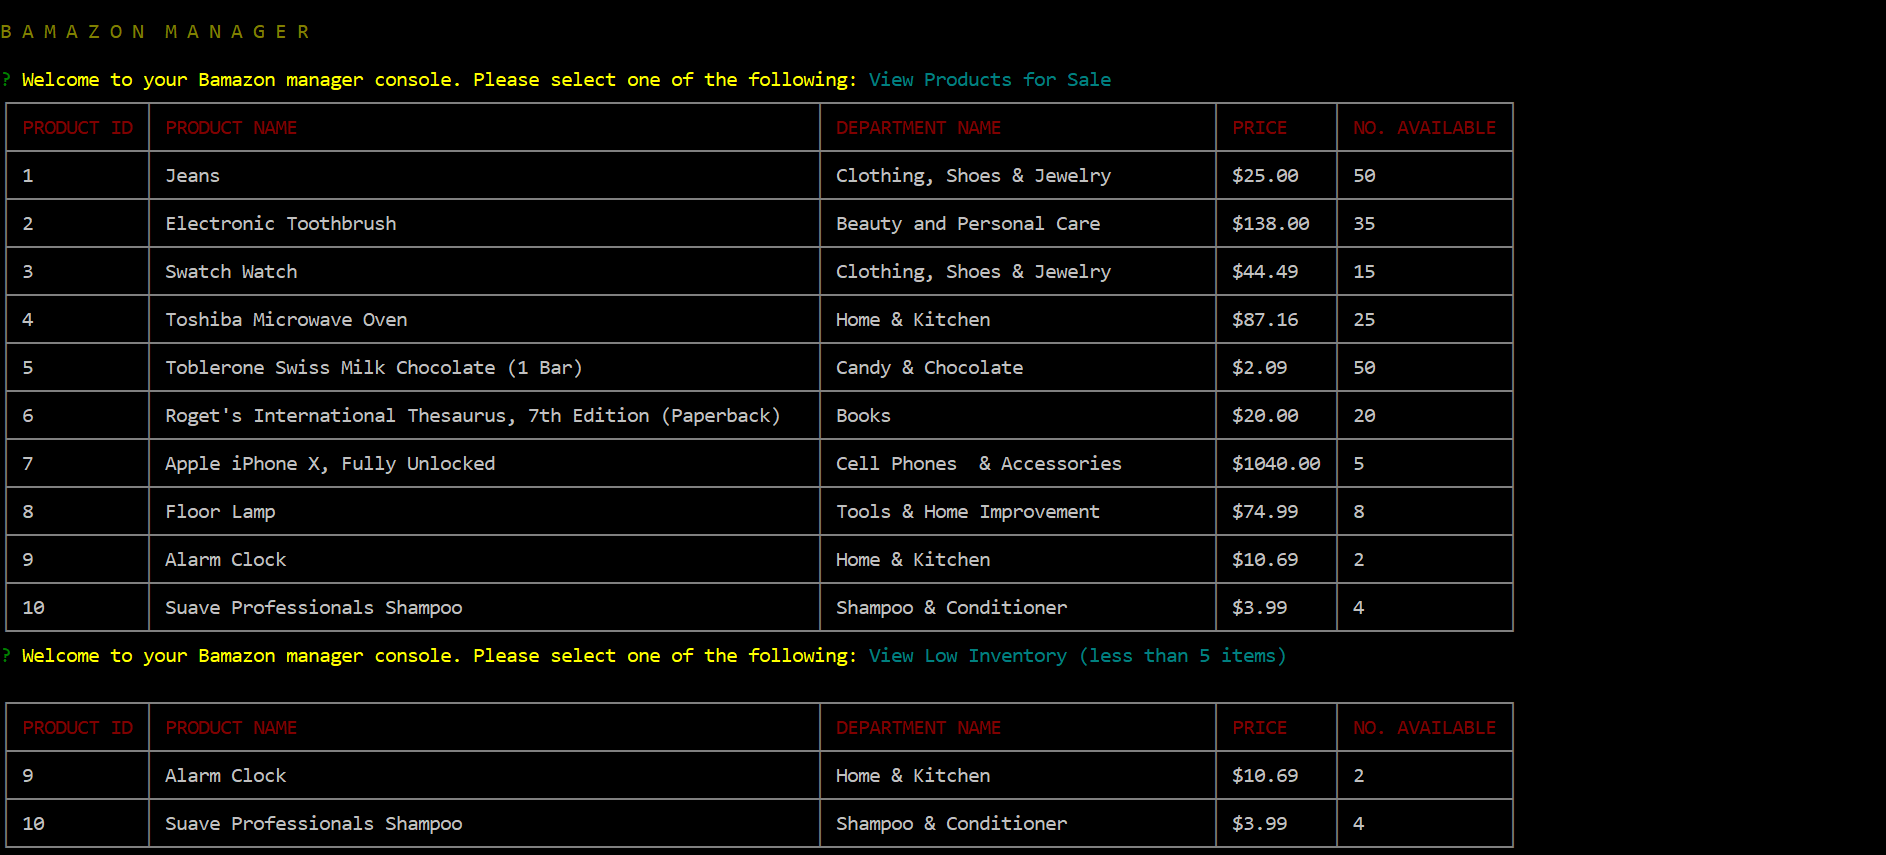 B A M A Z O N  M A N A G E R
? Welcome to your Bamazon manager console. Please select one of the following: View Products for Sale
PRODUCT ID PRODUCT NAME DEPARTMENT NAME PRICE NO. AVAILABLE
1 Jeans Clothing, Shoes & Jewelry $25.00 50
2 Electronic Toothbrush Beauty and Personal Care $138.00 35
3 Swatch Watch Clothing, Shoes & Jewelry $44.49 15
4 Toshiba Microwave Oven Home & Kitchen $87.16 25
5 Toblerone Swiss Milk Chocolate (1 Bar) Candy & Chocolate $2.09 50
6 Roget's International Thesaurus, 7th Edition (Paperback) Books $20.00 20
7 Apple iPhone X, Fully Unlocked Cell Phones  & Accessories $1040.00 5
8 Floor Lamp Tools & Home Improvement $74.99 8
9 Alarm Clock Home & Kitchen $10.69 2
10 Suave Professionals Shampoo Shampoo & Conditioner $3.99 4
? Welcome to your Bamazon manager console. Please select one of the following: View Low Inventory (less than 5 items)
PRODUCT ID PRODUCT NAME DEPARTMENT NAME PRICE NO. AVAILABLE
9 Alarm Clock Home & Kitchen $10.69 2
10 Suave Professionals Shampoo Shampoo & Conditioner $3.99 4